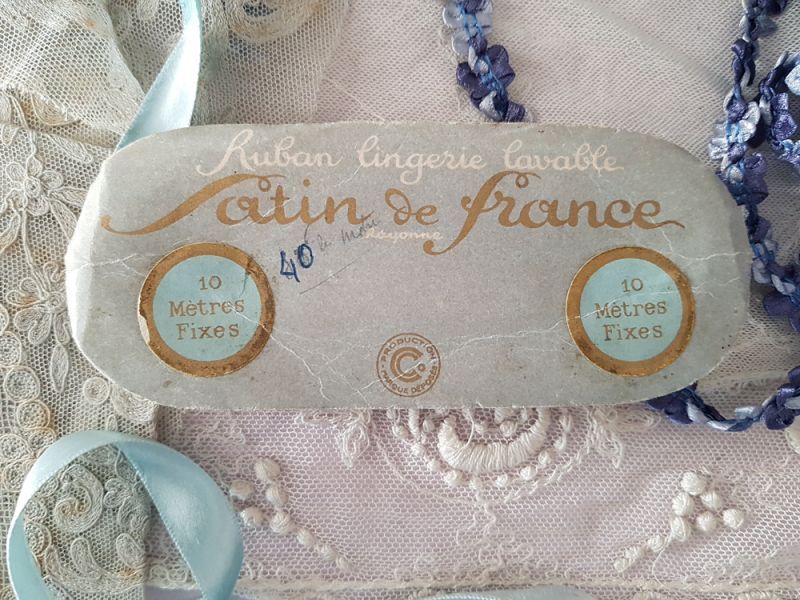 Ruban lingerie lavable
Satin de france
Rayonne
40
10
Mètres
Fixes
10
Mètres
Fixes
PRODUCTION
C
MARQUE DÉPOSÉE